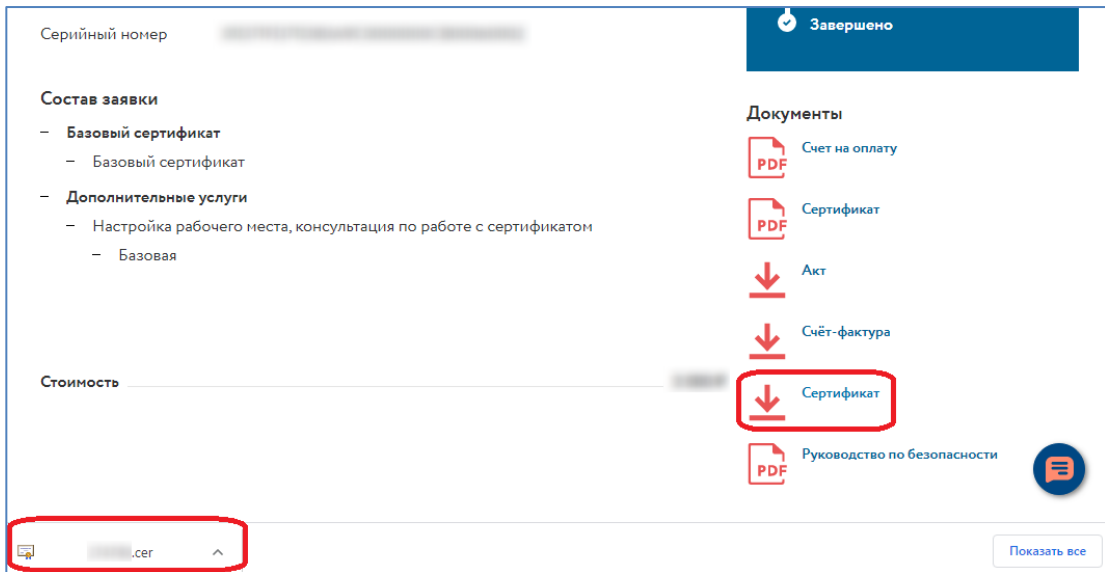 Серийный номер
Завершено
Состав заявки
– Базовый сертификат
– Базовый сертификат
– Дополнительные услуги
– Настройка рабочего места, консультация по работе с сертификатом
– Базовая
Стоимость
Документы
PDF Счет на оплату
PDF Сертификат
Акт
Счёт-фактура
Сертификат
PDF Руководство по безопасности
.cer
Показать все